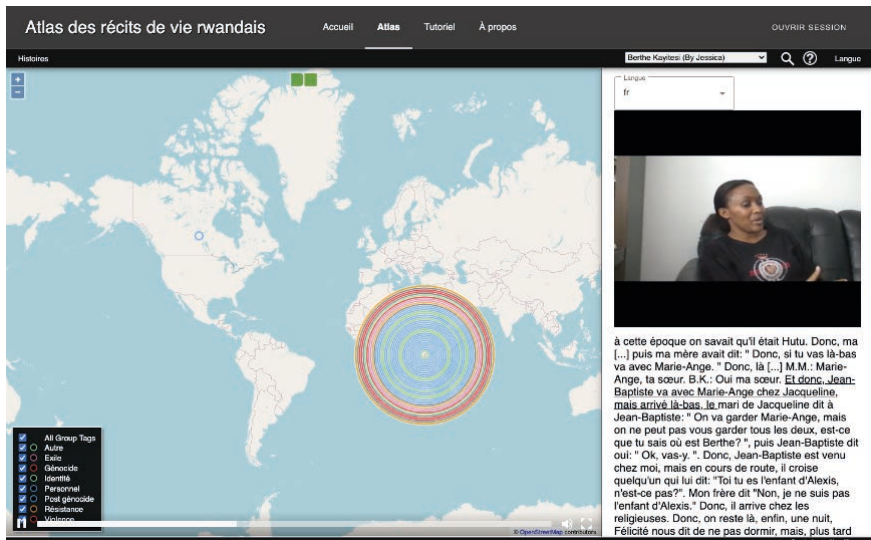 Atlas des récits de vie rwandais
Accueil
Atlas
Tutoriel
À propos
OUVRIR SESSION
Histoires
Berthe Kayitesi (By Jessica)
Langue
+
−
Langue
fr
à cette époque on savait qu'il était Hutu. Donc, ma
[...] puis ma mère avait dit: " Donc, si tu vas là-bas
va avec Marie-Ange. " Donc, là [...] M.M.: Marie-
Ange, ta sœur. B.K.: Oui ma sœur. Et donc, Jean-
Baptiste va avec Marie-Ange chez Jacqueline,
mais arrivé là-bas, le mari de Jacqueline dit à
Jean-Baptiste: " On va garder Marie-Ange, mais
on ne peut pas vous garder tous les deux, est-ce
que tu sais où est Berthe? ", puis Jean-Baptiste dit
oui: " Ok, vas-y. ". Donc, Jean-Baptiste est venu
chez moi, mais en cours de route, il croise
quelqu'un qui lui dit: "Toi tu es l'enfant d'Alexis,
n'est-ce pas?". Mon frère dit "Non, je ne suis pas
l'enfant d'Alexis." Donc, il arrive chez les
religieuses. Donc, on reste là, enfin, une nuit,
Félicité nous dit de ne pas dormir, mais, plus tard
All Group Tags
Autre
Exile
Génocide
Identité
Personnel
Post génocide
Résistance
Violence
© OpenStreetMap contributors